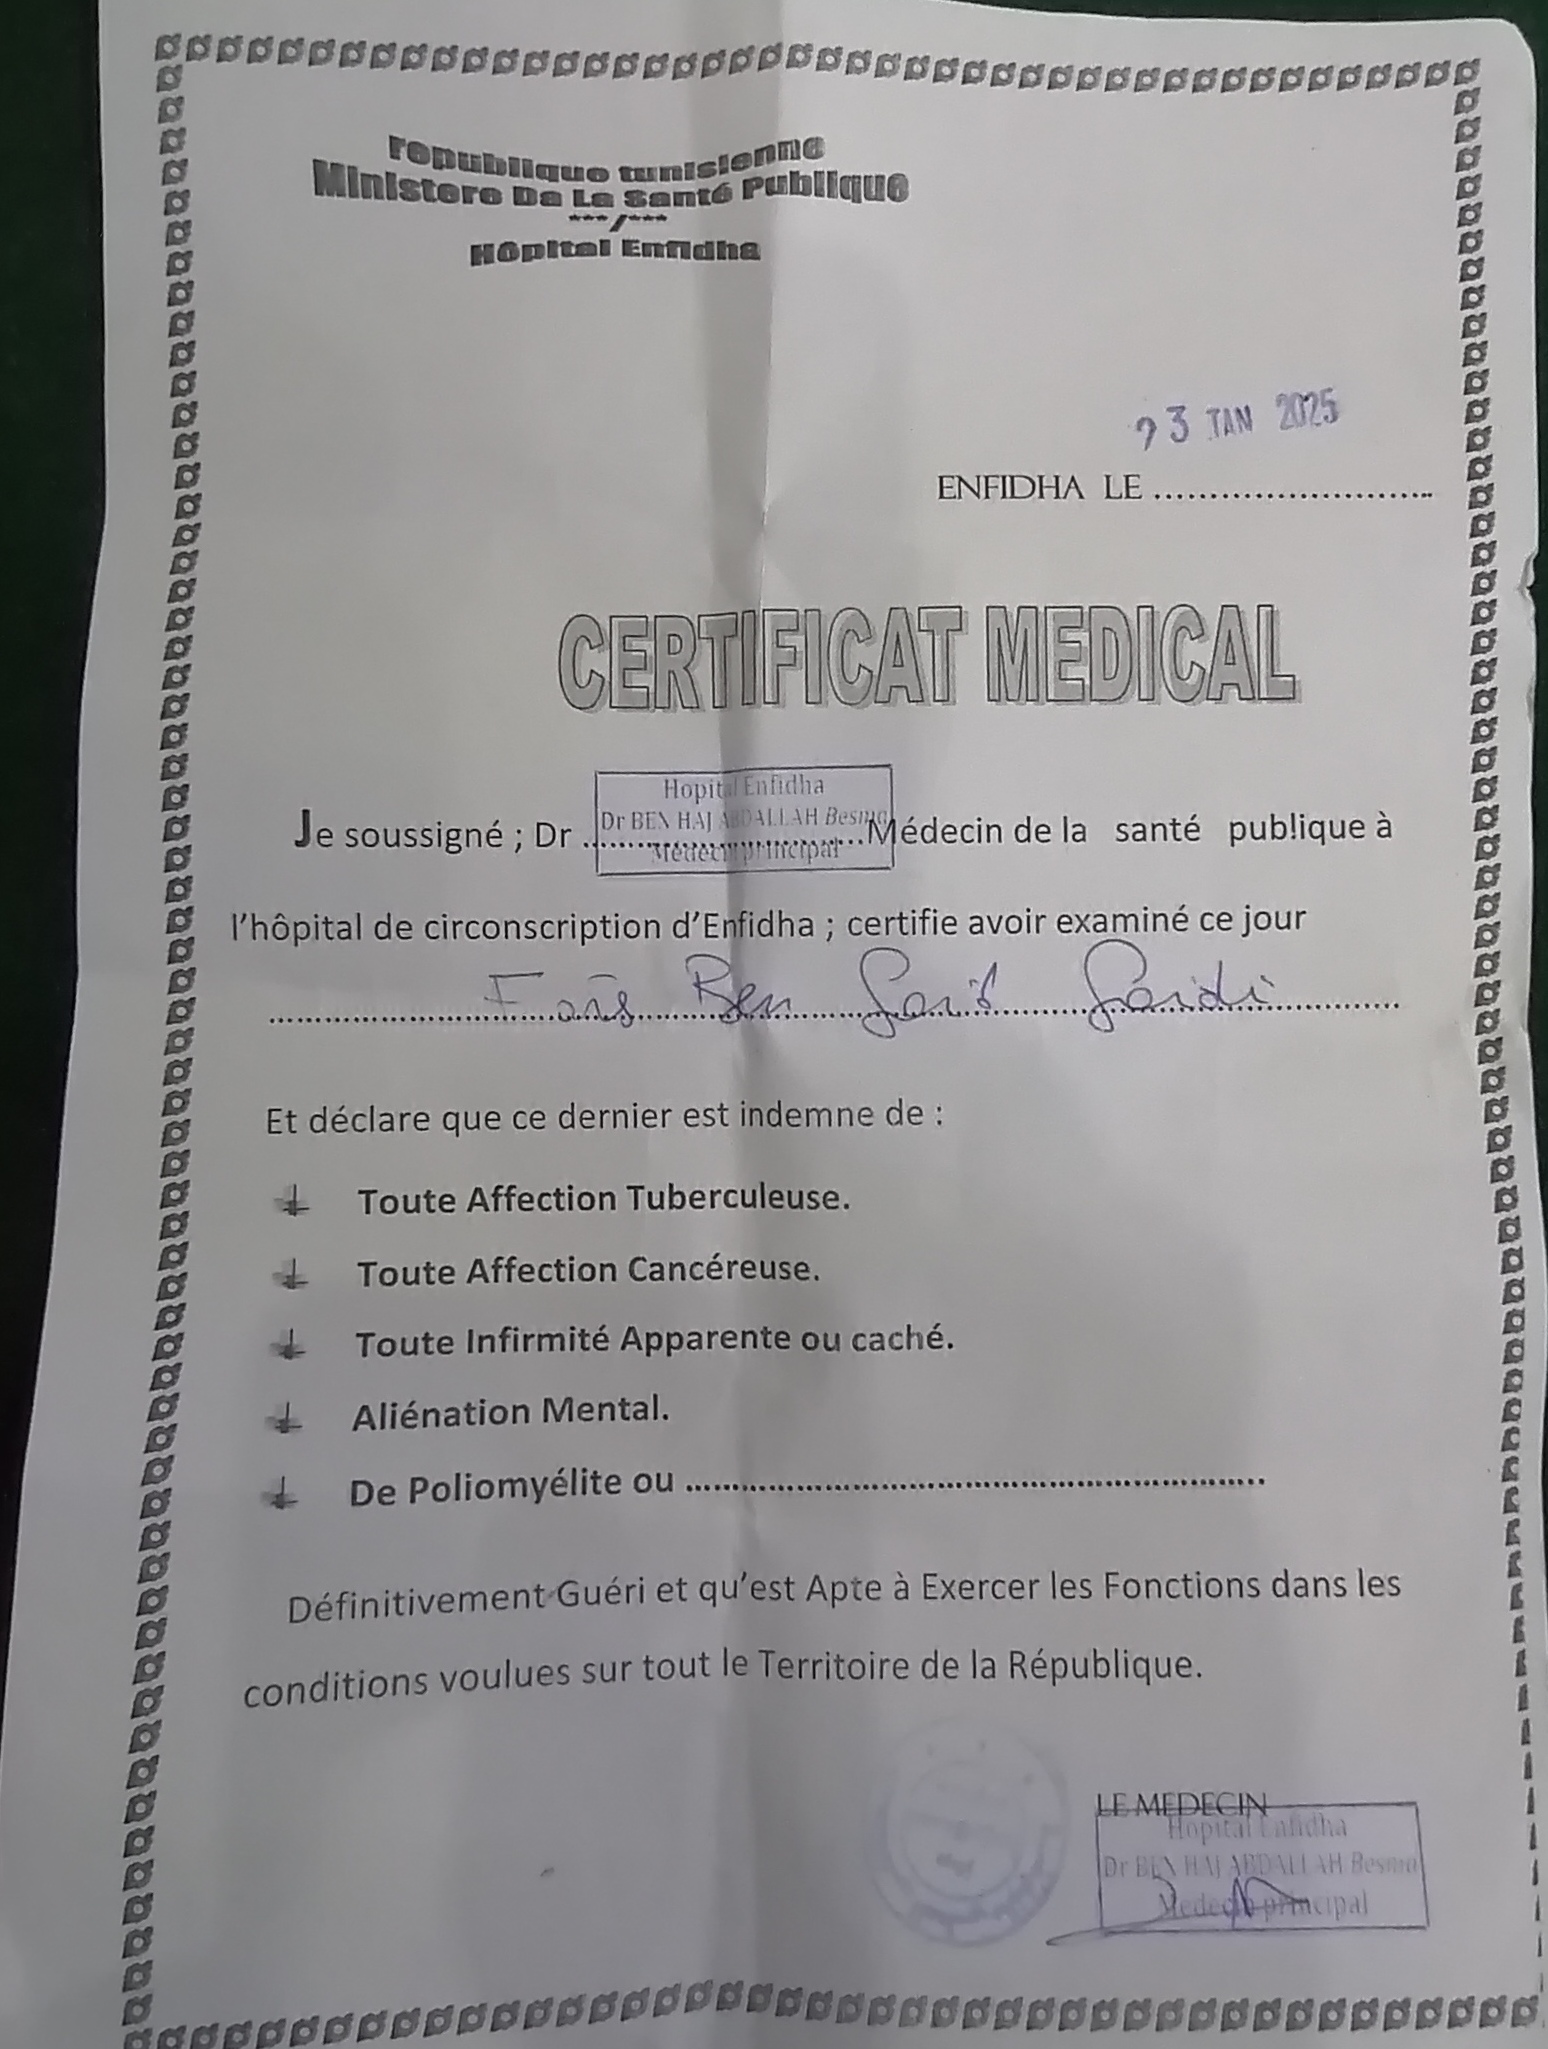 republique tunisienne
Ministere Da La Santé Publique
***/***
Hôpital Enfidha
23 JAN 2025
ENFIDHA LE ...........................
CERTIFICAT MEDICAL
Hopital Enfidha
Dr BEN HAJ ABDALLAH Besma
Médecin principal
Je soussigné ; Dr ..............................Médecin de la santé publique à
l'hôpital de circonscription d'Enfidha ; certifie avoir examiné ce jour
Ben Saidi
Et déclare que ce dernier est indemne de :
Toute Affection Tuberculeuse.
Toute Affection Cancéreuse.
Toute Infirmité Apparente ou caché.
Aliénation Mental.
De Poliomyélite ou ..............................................................
Définitivement Guéri et qu'est Apte à Exercer les Fonctions dans les
conditions voulues sur tout le Territoire de la République.
LE MEDECIN
Hopital Enfidha
Dr BEN HAJ ABDALLAH Besma
Medecin principal